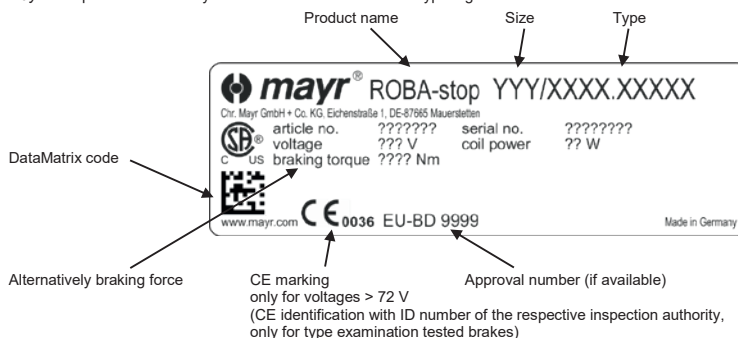 Product name Size Type
mayr® ROBA-stop YYY/XXXX.XXXXX
Chr. Mayr GmbH + Co. KG, Eichenstraße 1, DE-87665 Mauerstetten
SA® C US
article no. ??????? serial no. ????????
voltage ??? V coil power ?? W
braking torque ???? Nm
DataMatrix code
www.mayr.com CE 0036 EU-BD 9999 Made in Germany
Alternatively braking force
CE marking
only for voltages > 72 V
(CE identification with ID number of the respective inspection authority,
only for type examination tested brakes)
Approval number (if available)